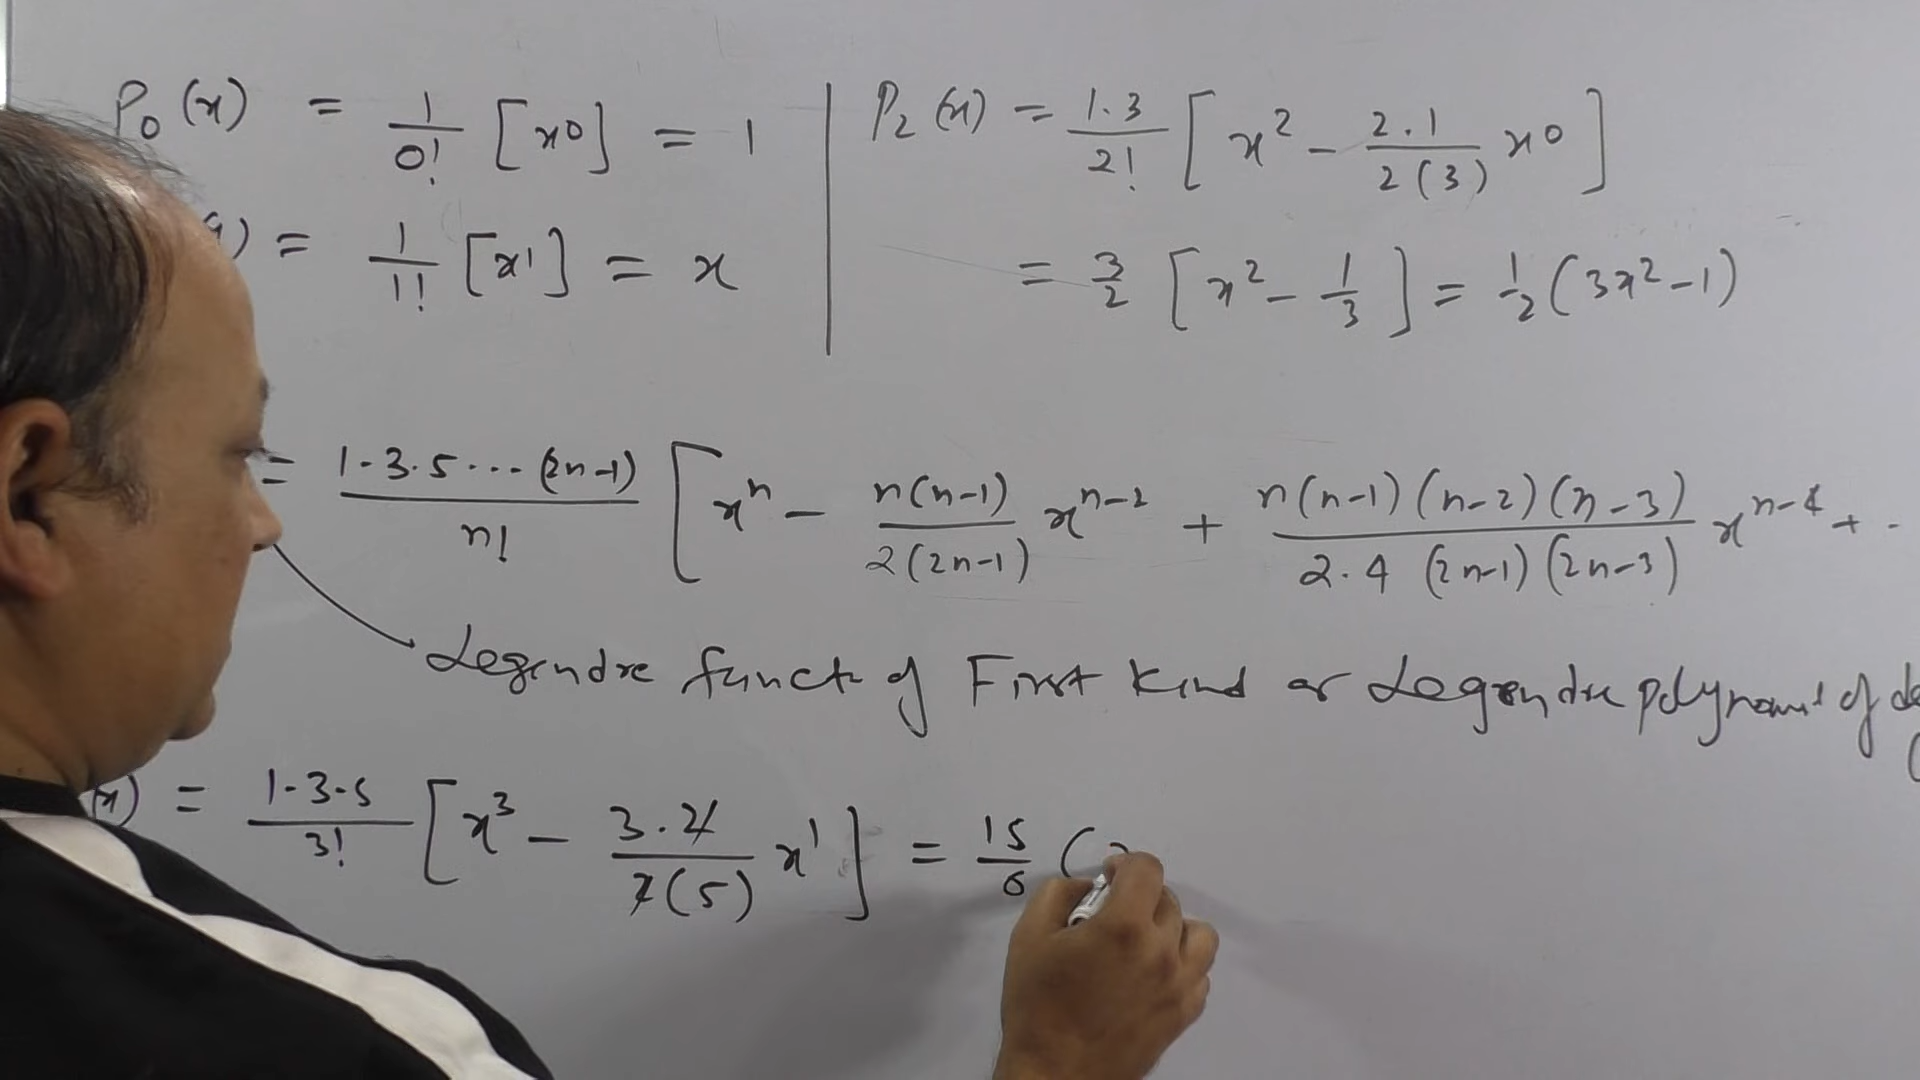 P₀(x) = 1/0! [x⁰] = 1
) = 1/1! [x¹] = x
P₂(x) = 1.3/2! [x² - 2.1/2(3) x⁰]
= 3/2 [x² - 1/3] = 1/2 (3x²-1)
= 1.3.5...(2n-1)/n! [xⁿ - n(n-1)/2(2n-1) xⁿ⁻² + n(n-1)(n-2)(n-3)/2.4 (2n-1)(2n-3) xⁿ⁻⁴ + .
Legendre funct of First Kind or Legendre polynomi of de
(x) = 1.3.5/3! [x³ - 3.2/2(5) x¹] = 15/6 (